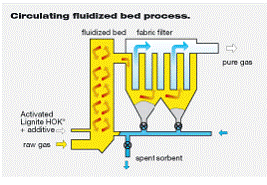 Circulating fluidized bed process.
fluidized bed
fabric filter
pure gas
Activated
Lignite HOK®
+ additive
raw gas
spent sorbent